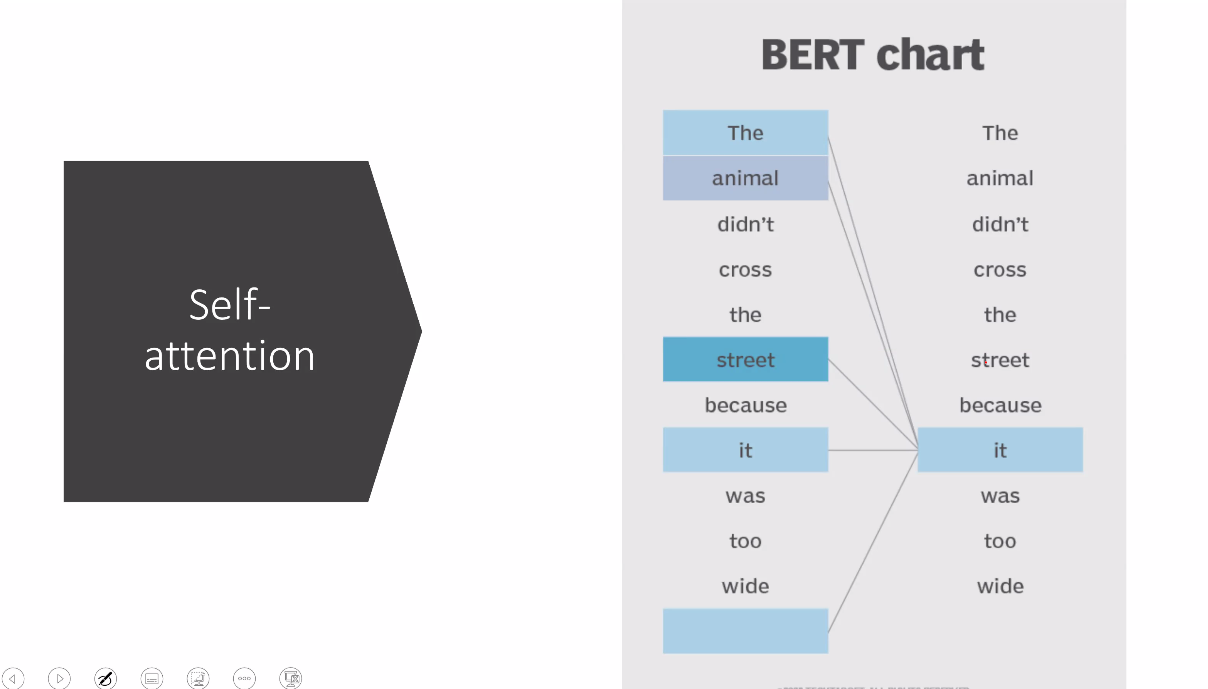 Self-
attention
BERT chart
The The
animal animal
didn't didn't
cross cross
the the
street street
because because
it it
was was
too too
wide wide